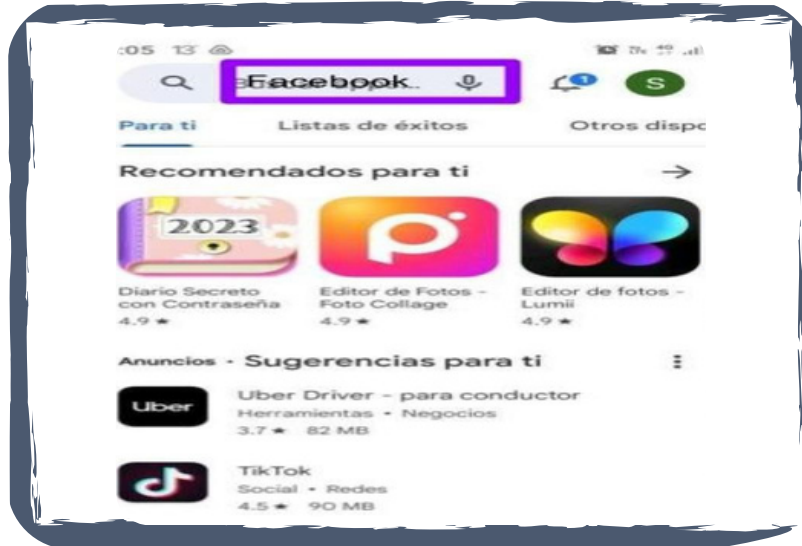 :05 13
Facebook
S
1
Para ti
Listas de éxitos
Otros dispo
Recomendados para ti
2023
Diario Secreto
con Contraseña
4.9 ★
Editor de Fotos -
Foto Collage
4.9 ★
Editor de fotos -
Lumii
4.9 ★
Anuncios · Sugerencias para ti
Uber
Uber Driver - para conductor
Herramientas • Negocios
3.7 ★ 82 MB
TikTok
Social • Redes
4.5 ★ 90 MB